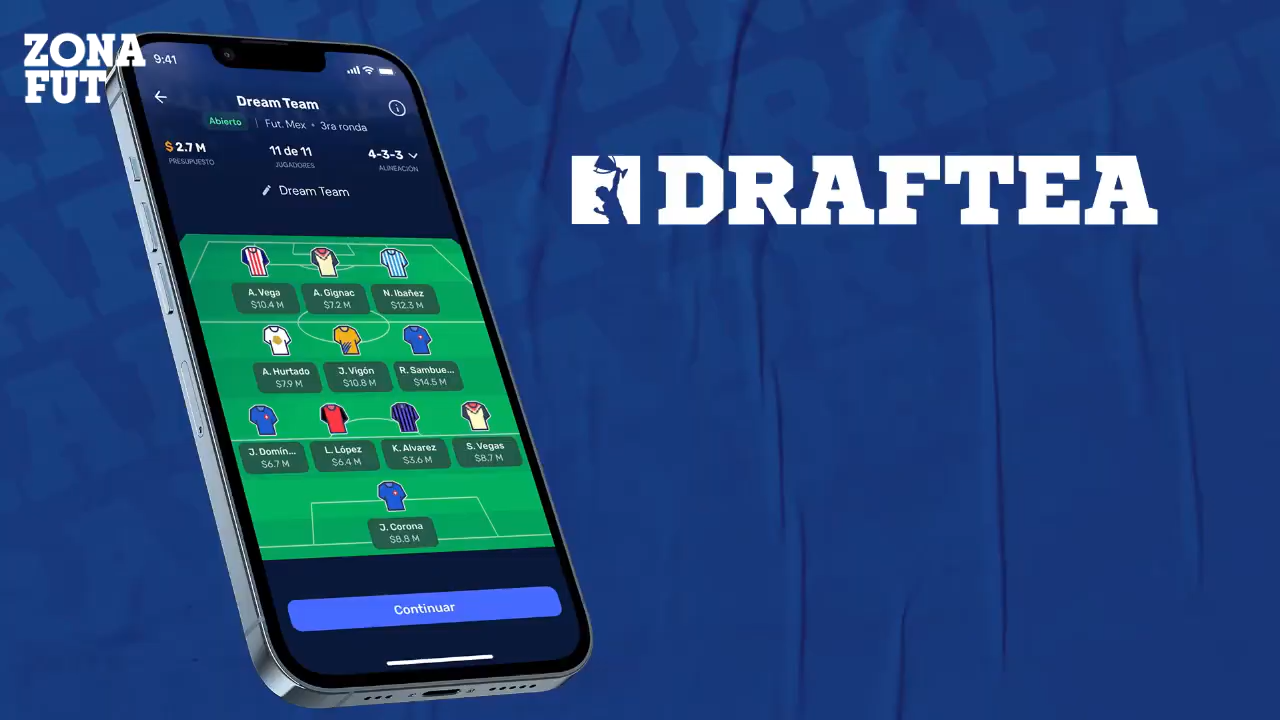 ZONA
FUT
9:41
Dream Team
Abierto | Fut. Mex • 3ra ronda
$ 2.7 M
PRESUPUESTO
11 de 11
JUGADORES
4-3-3
ALINEACIÓN
Dream Team
A. Vega
$10.4 M
A. Gignac
$7.2 M
N. Ibañez
$12.3 M
A. Hurtado
$7.9 M
J. Vigón
$10.8 M
R. Sambue...
$14.5 M
J. Domín...
$6.7 M
L. López
$6.4 M
K. Alvarez
$3.6 M
S. Vegas
$8.7 M
J. Corona
$8.8 M
Continuar
DRAFTEA